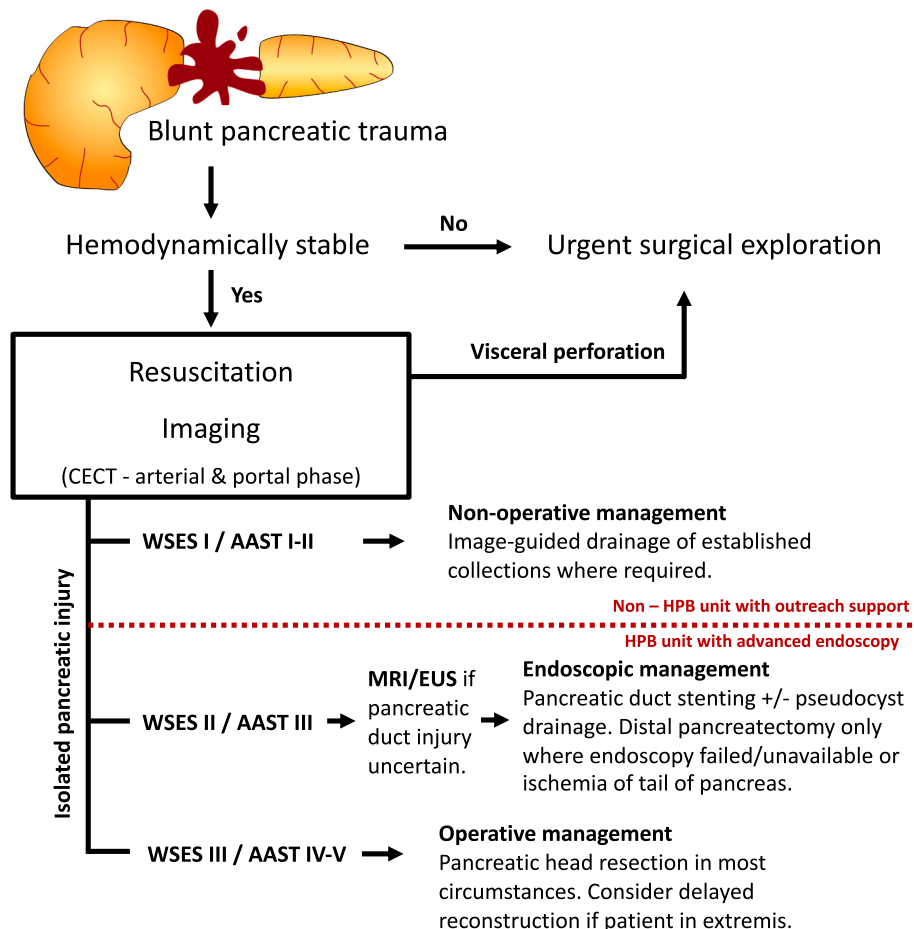 Blunt pancreatic trauma
Hemodynamically stable
No
Urgent surgical exploration
Yes
Resuscitation
Imaging
(CECT - arterial & portal phase)
Visceral perforation
Isolated pancreatic injury
WSES I / AAST I-II
Non-operative management
Image-guided drainage of established
collections where required.
Non – HPB unit with outreach support
HPB unit with advanced endoscopy
WSES II / AAST III
MRI/EUS if
pancreatic
duct injury
uncertain.
Endoscopic management
Pancreatic duct stenting +/- pseudocyst
drainage. Distal pancreatectomy only
where endoscopy failed/unavailable or
ischemia of tail of pancreas.
WSES III / AAST IV-V
Operative management
Pancreatic head resection in most
circumstances. Consider delayed
reconstruction if patient in extremis.